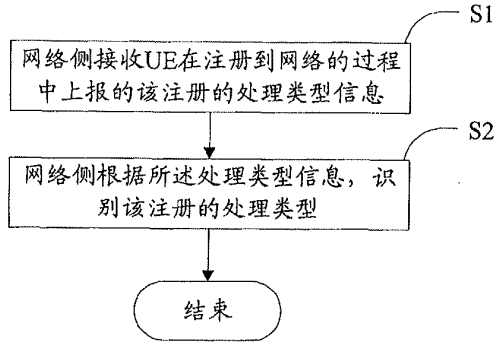 S1
网络侧接收UE在注册到网络的过程
中上报的该注册的处理类型信息
S2
网络侧根据所述处理类型信息，识
别该注册的处理类型
结束